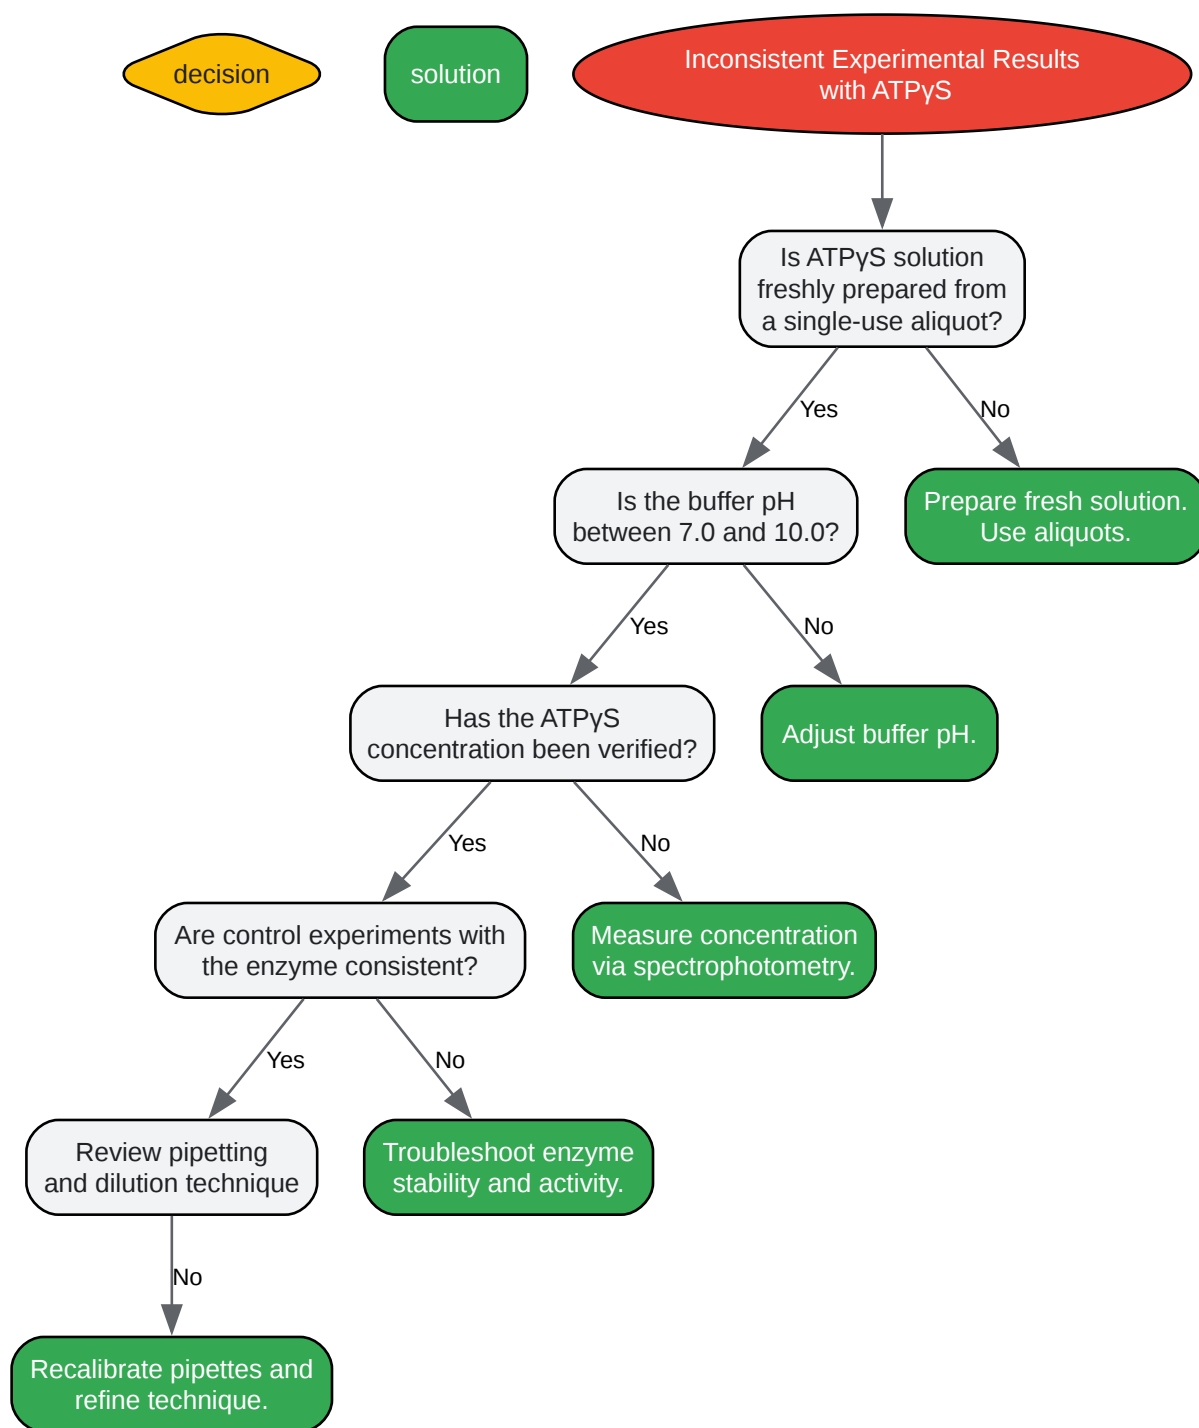 decision
solution
Inconsistent Experimental Results
with ATPγS
Is ATPγS solution
freshly prepared from
a single-use aliquot?
Yes
No
Is the buffer pH
between 7.0 and 10.0?
Prepare fresh solution.
Use aliquots.
Yes
No
Has the ATPγS
concentration been verified?
Adjust buffer pH.
Yes
No
Are control experiments with
the enzyme consistent?
Measure concentration
via spectrophotometry.
Yes
No
Review pipetting
and dilution technique
Troubleshoot enzyme
stability and activity.
No
Recalibrate pipettes and
refine technique.